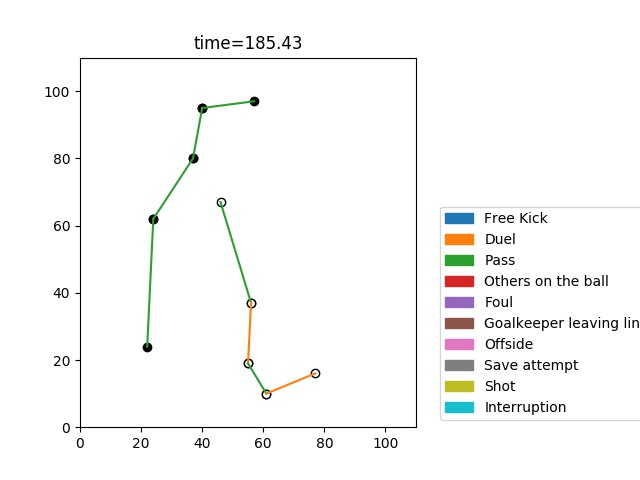 time=185.43
100
80
60
40
20
0
0 20 40 60 80 100
Free Kick
Duel
Pass
Others on the ball
Foul
Goalkeeper leaving lin
Offside
Save attempt
Shot
Interruption